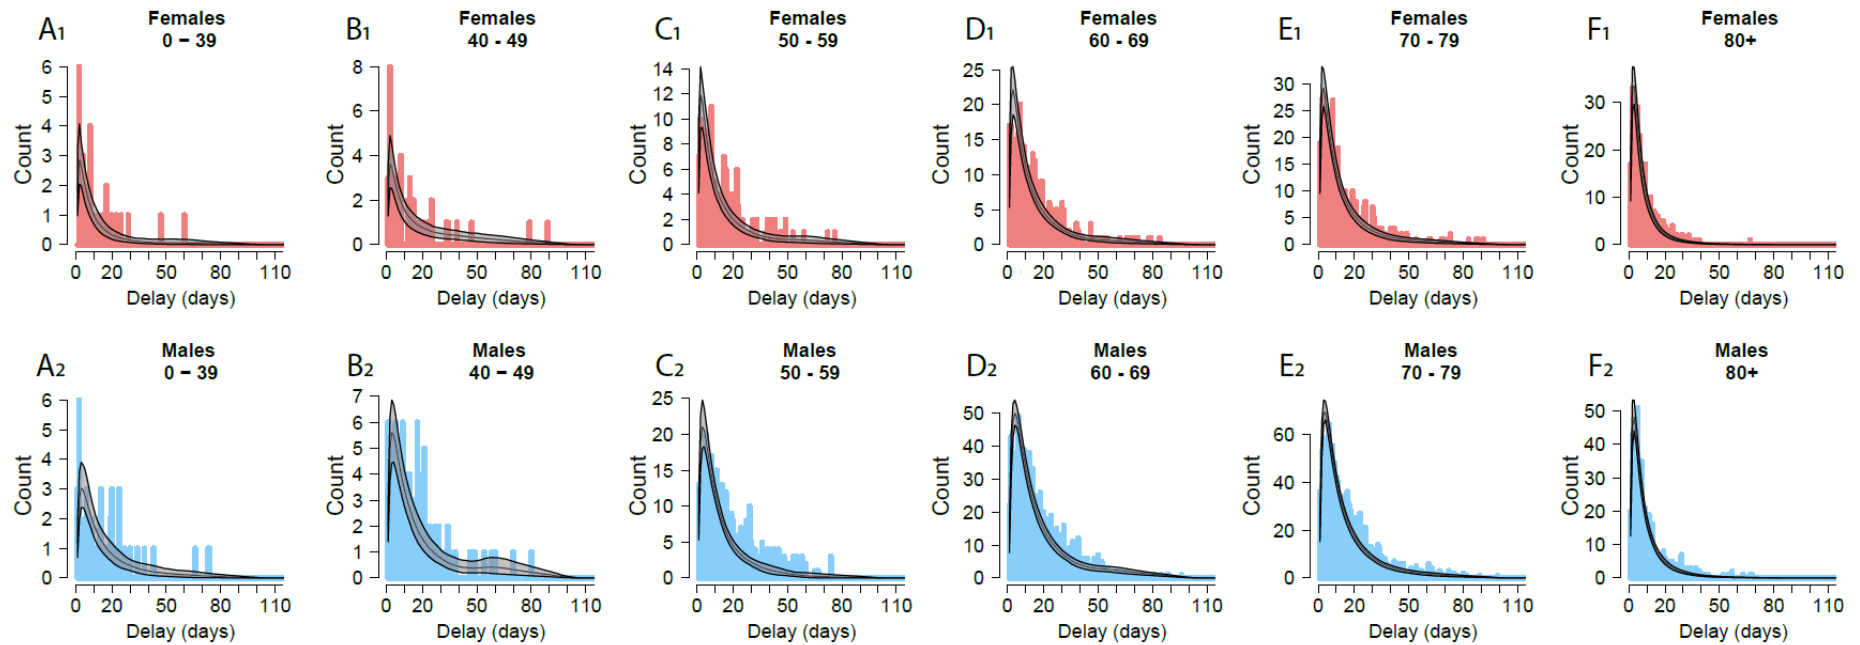 A1
Females
0 – 39
Count
6
5
4
3
2
1
0
0 20 50 80 110
Delay (days)
B1
Females
40 - 49
Count
8
6
4
2
0
0 20 50 80 110
Delay (days)
C1
Females
50 - 59
Count
14
12
10
8
6
4
2
0
0 20 50 80 110
Delay (days)
D1
Females
60 - 69
Count
25
20
15
10
5
0
0 20 50 80 110
Delay (days)
E1
Females
70 - 79
Count
30
25
20
15
10
5
0
0 20 50 80 110
Delay (days)
F1
Females
80+
Count
30
20
10
0
0 20 50 80 110
Delay (days)
A2
Males
0 – 39
Count
6
5
4
3
2
1
0
0 20 50 80 110
Delay (days)
B2
Males
40 – 49
Count
7
6
5
4
3
2
1
0
0 20 50 80 110
Delay (days)
C2
Males
50 - 59
Count
25
20
15
10
5
0
0 20 50 80 110
Delay (days)
D2
Males
60 - 69
Count
50
40
30
20
10
0
0 20 50 80 110
Delay (days)
E2
Males
70 - 79
Count
60
40
20
0
0 20 50 80 110
Delay (days)
F2
Males
80+
Count
50
40
30
20
10
0
0 20 50 80 110
Delay (days)